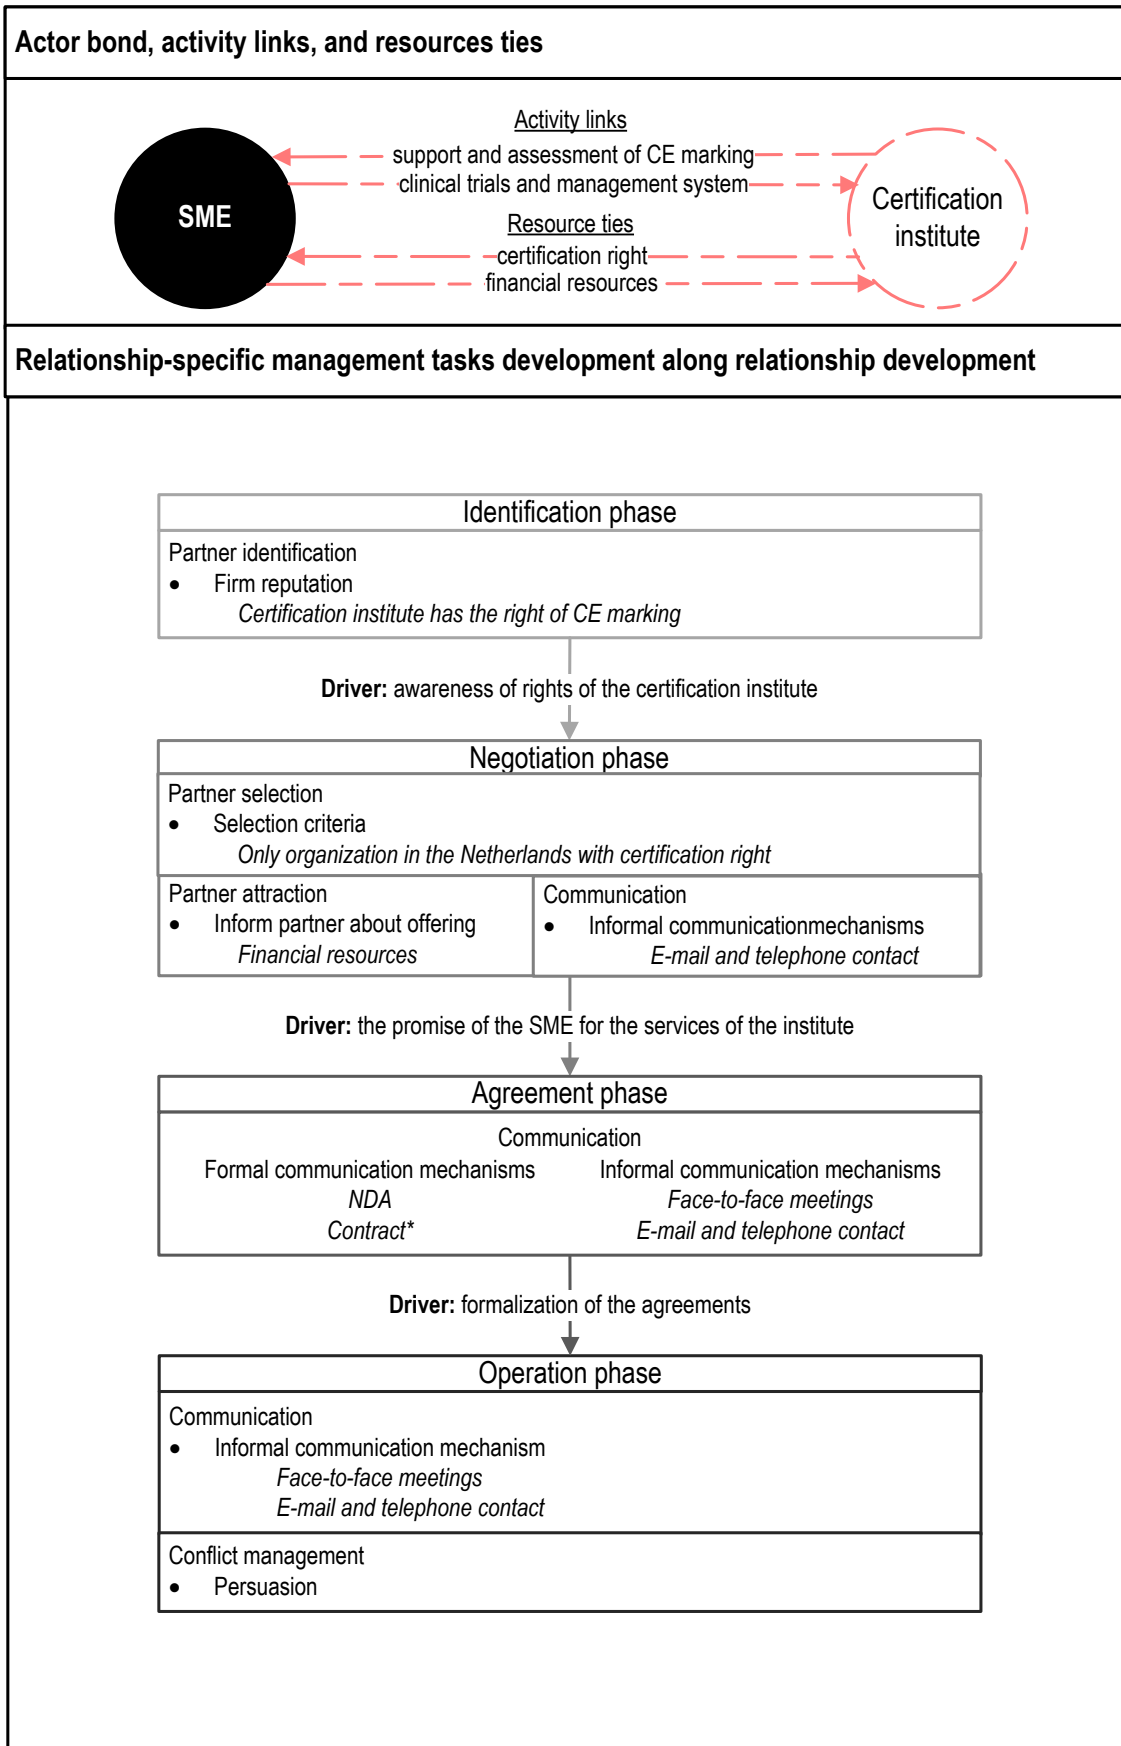 Actor bond, activity links, and resources ties
Activity links
support and assessment of CE marking
clinical trials and management system
SME
Certification
institute
Resource ties
certification right
financial resources
Relationship-specific management tasks development along relationship development
Identification phase
Partner identification
• Firm reputation
Certification institute has the right of CE marking
Driver: awareness of rights of the certification institute
Negotiation phase
Partner selection
• Selection criteria
Only organization in the Netherlands with certification right
Partner attraction
• Inform partner about offering
Financial resources
Communication
• Informal communicationmechanisms
E-mail and telephone contact
Driver: the promise of the SME for the services of the institute
Agreement phase
Communication
Formal communication mechanisms
NDA
Contract*
Informal communication mechanisms
Face-to-face meetings
E-mail and telephone contact
Driver: formalization of the agreements
Operation phase
Communication
• Informal communication mechanism
Face-to-face meetings
E-mail and telephone contact
Conflict management
• Persuasion